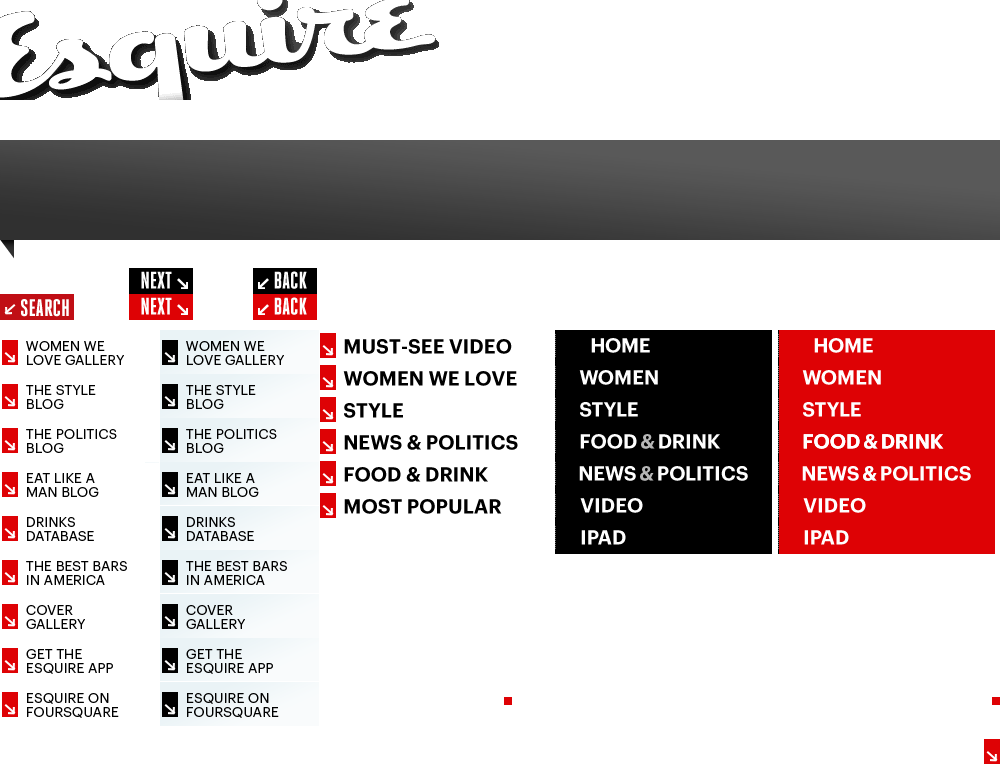 Esquire
NEXT
BACK
SEARCH
NEXT
BACK
WOMEN WE
LOVE GALLERY
THE STYLE
BLOG
THE POLITICS
BLOG
EAT LIKE A
MAN BLOG
DRINKS
DATABASE
THE BEST BARS
IN AMERICA
COVER
GALLERY
GET THE
ESQUIRE APP
ESQUIRE ON
FOURSQUARE
WOMEN WE
LOVE GALLERY
THE STYLE
BLOG
THE POLITICS
BLOG
EAT LIKE A
MAN BLOG
DRINKS
DATABASE
THE BEST BARS
IN AMERICA
COVER
GALLERY
GET THE
ESQUIRE APP
ESQUIRE ON
FOURSQUARE
MUST-SEE VIDEO
WOMEN WE LOVE
STYLE
NEWS & POLITICS
FOOD & DRINK
MOST POPULAR
HOME
WOMEN
STYLE
FOOD & DRINK
NEWS & POLITICS
VIDEO
IPAD
HOME
WOMEN
STYLE
FOOD & DRINK
NEWS & POLITICS
VIDEO
IPAD